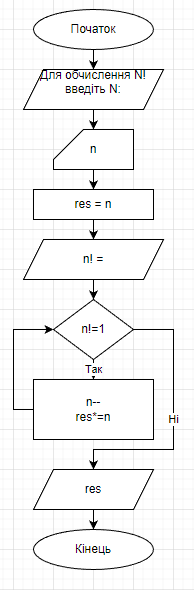 Початок
Для обчислення N!
введіть N:
n
res = n
n! =
n!=1
Так
n--
res*=n
Ні
res
Кінець